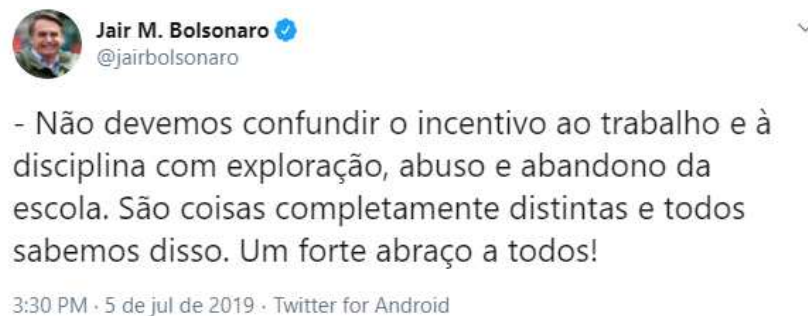 Jair M. Bolsonaro
@jairbolsonaro
- Não devemos confundir o incentivo ao trabalho e à
disciplina com exploração, abuso e abandono da
escola. São coisas completamente distintas e todos
sabemos disso. Um forte abraço a todos!
3:30 PM · 5 de jul de 2019 · Twitter for Android